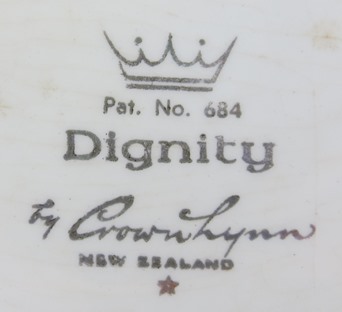 Pat. No. 684
Dignity
by Crown Lynn
NEW ZEALAND